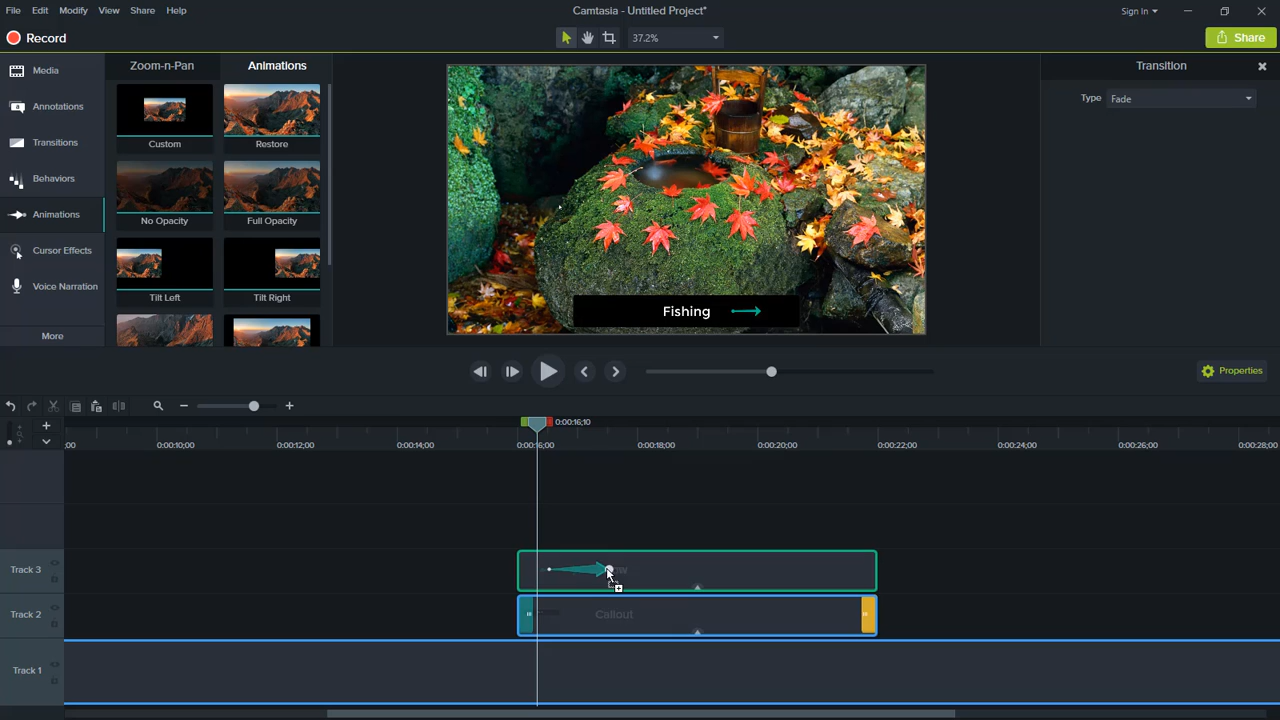 File Edit Modify View Share Help
Camtasia - Untitled Project*
Sign In
Record
37.2%
Share
Media
Annotations
Transitions
Behaviors
Animations
Cursor Effects
Voice Narration
More
Zoom-n-Pan
Animations
Custom
Restore
No Opacity
Full Opacity
Tilt Left
Tilt Right
Fishing
Transition
Type Fade
Properties
0:00:16;10
;00
0:00:10;00
0:00:12;00
0:00:14;00
0:00:16;00
0:00:18;00
0:00:20;00
0:00:22;00
0:00:24;00
0:00:26;00
0:00:28;00
Track 3
Track 2
Callout
Track 1